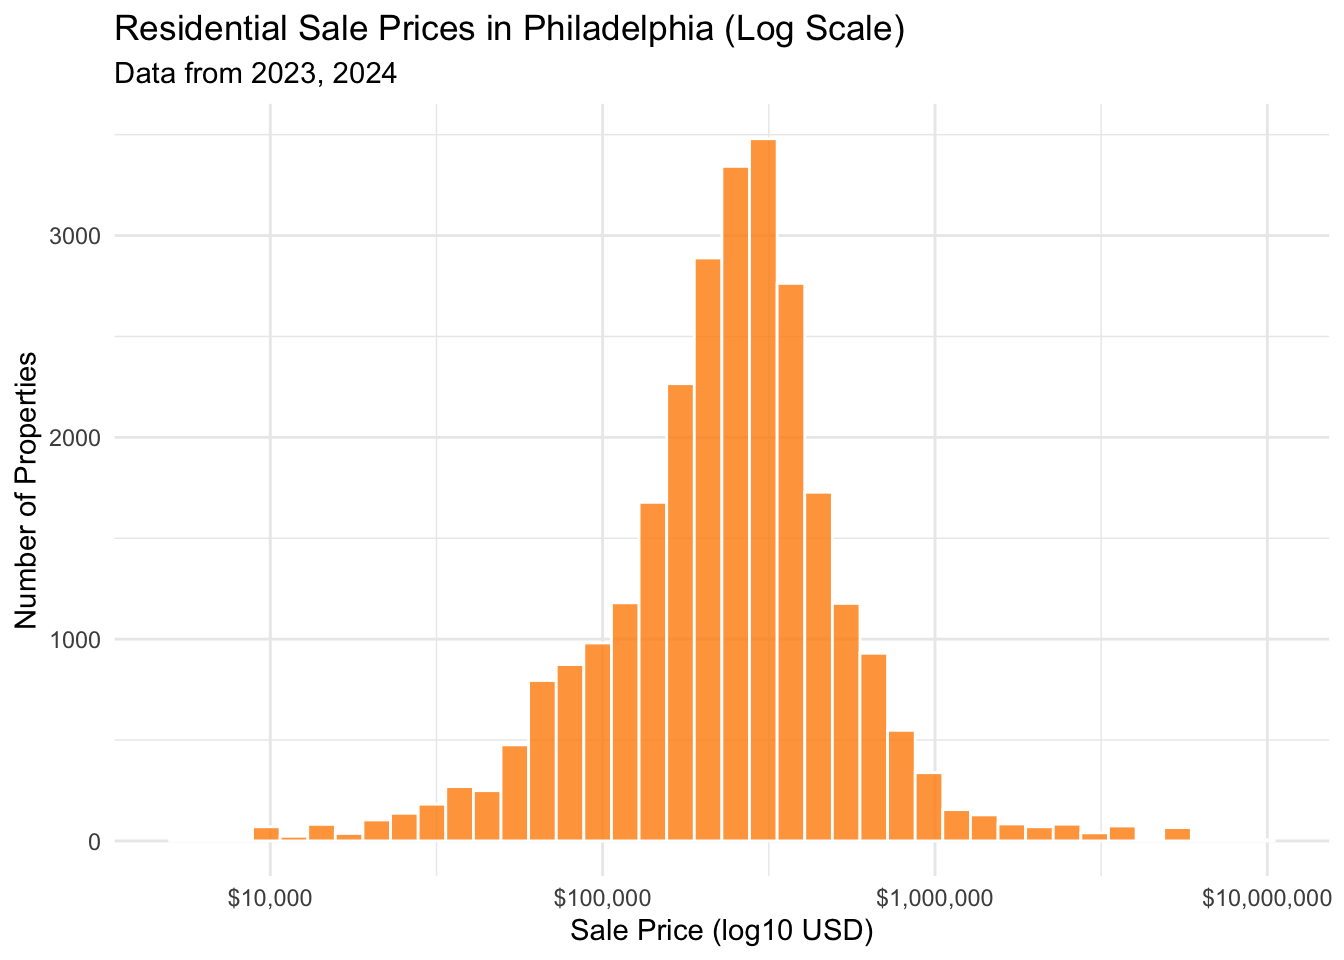 Residential Sale Prices in Philadelphia (Log Scale)
Data from 2023, 2024
Number of Properties
3000
2000
1000
0
$10,000
$100,000
$1,000,000
$10,000,000
Sale Price (log10 USD)